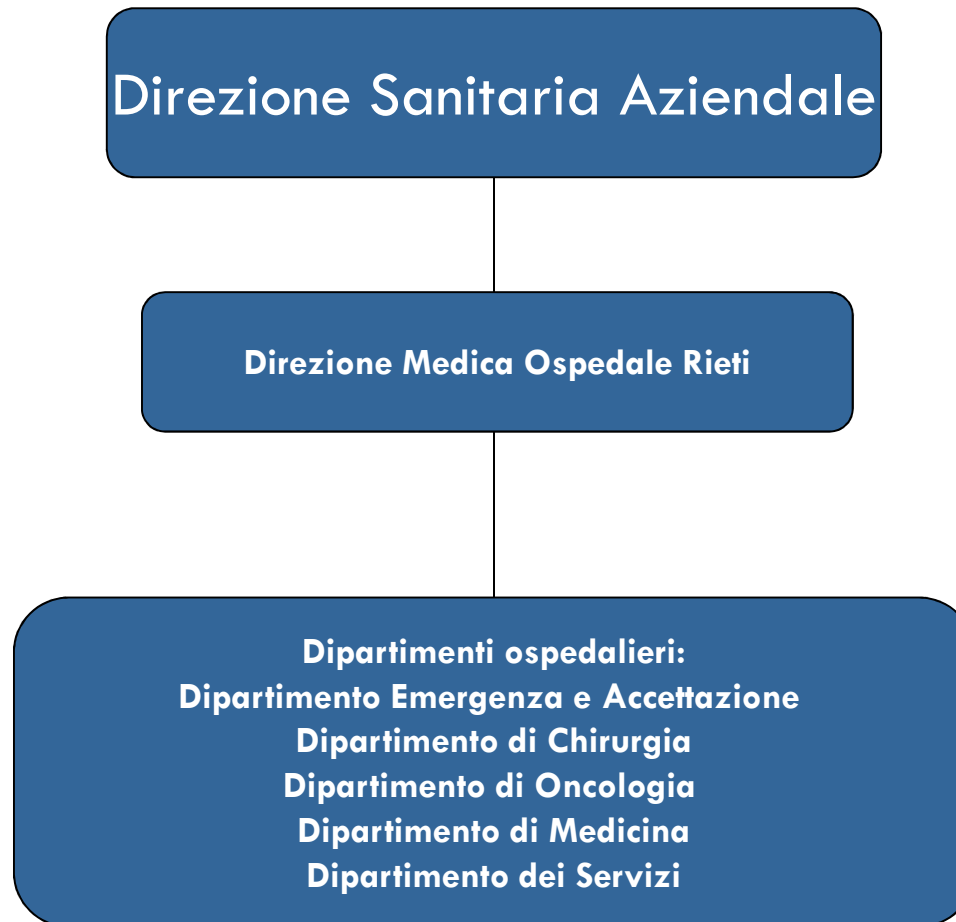 Direzione Sanitaria Aziendale
Direzione Medica Ospedale Rieti
Dipartimenti ospedalieri:
Dipartimento Emergenza e Accettazione
Dipartimento di Chirurgia
Dipartimento di Oncologia
Dipartimento di Medicina
Dipartimento dei Servizi